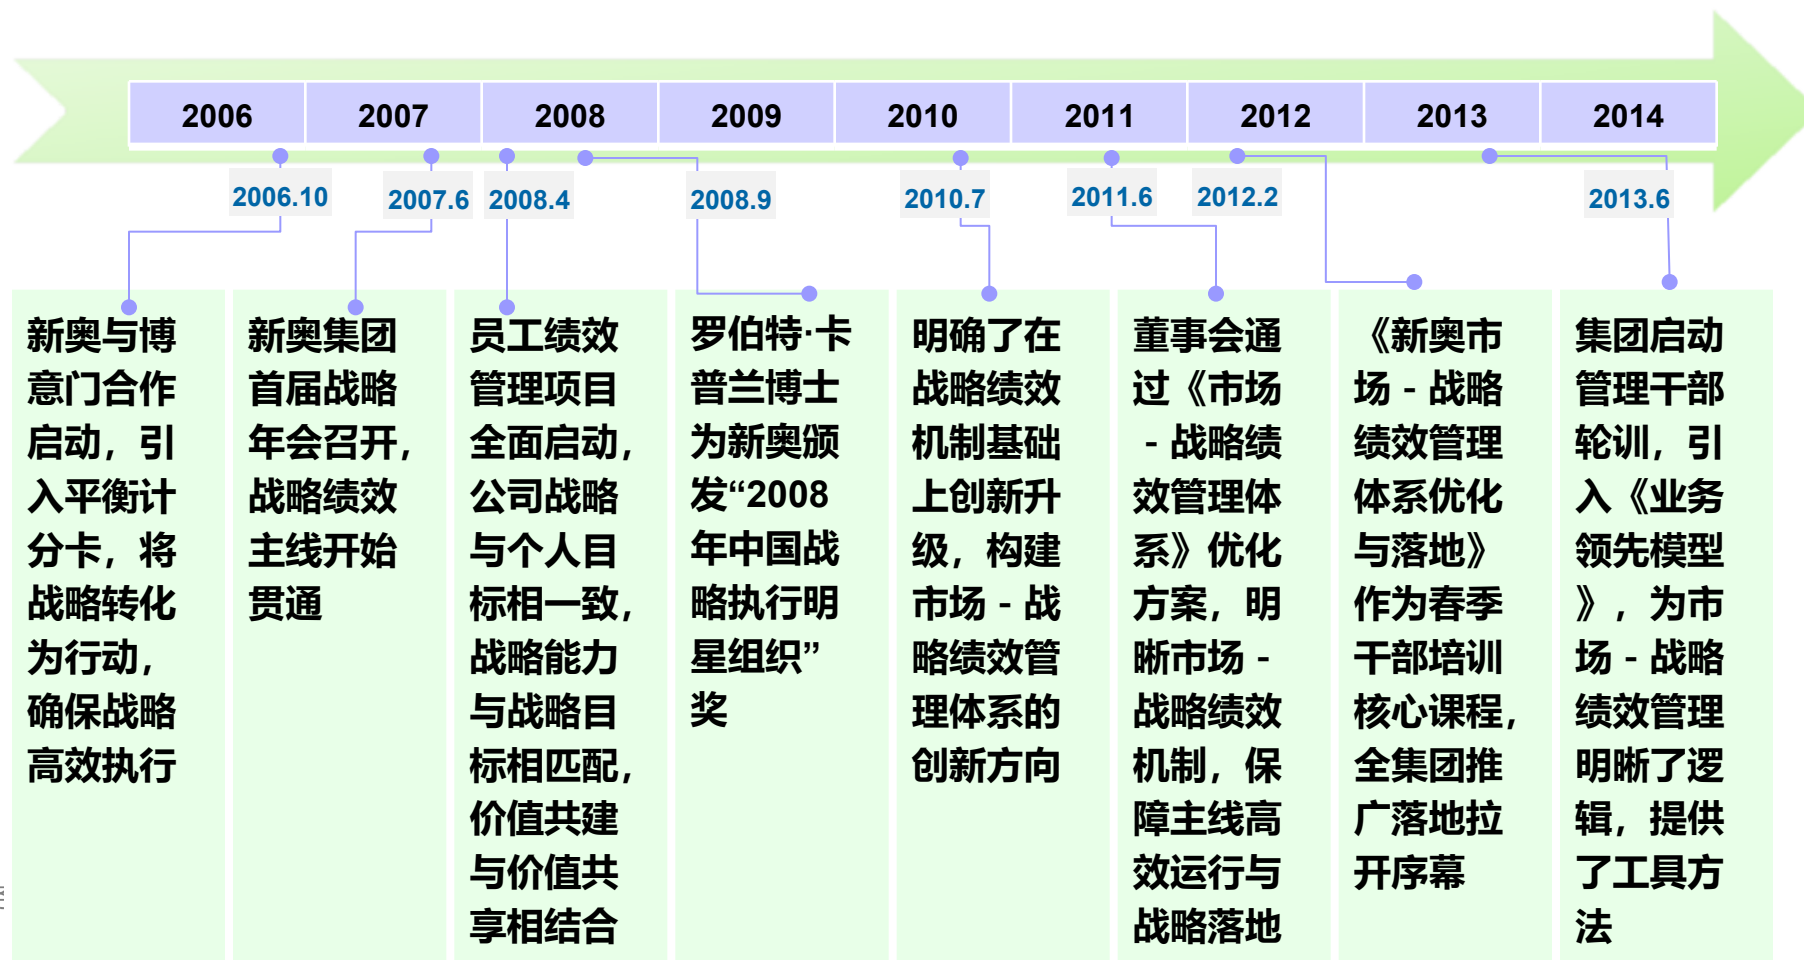 2006 2007 2008 2009 2010 2011 2012 2013 2014
2006.10 2007.6 2008.4 2008.9 2010.7 2011.6 2012.2 2013.6
新奥与博
意门合作
启动，引
入平衡计
分卡，将
战略转化
为行动，
确保战略
高效执行
新奥集团
首届战略
年会召开，
战略绩效
主线开始
贯通
员工绩效
管理项目
全面启动，
公司战略
与个人目
标相一致，
战略能力
与战略目
标相匹配，
价值共建
与价值共
享相结合
罗伯特·卡
普兰博士
为新奥颁
发“2008
年中国战
略执行明
星组织”
奖
明确了在
战略绩效
机制基础
上创新升
级，构建
市场－战
略绩效管
理体系的
创新方向
董事会通
过《市场
－战略绩
效管理体
系》优化
方案，明
晰市场－
战略绩效
机制，保
障主线高
效运行与
战略落地
《新奥市
场－战略
绩效管理
体系优化
与落地》
作为春季
干部培训
核心课程，
全集团推
广落地拉
开序幕
集团启动
管理干部
轮训，引
入《业务
领先模型
》，为市
场－战略
绩效管理
明晰了逻
辑，提供
了工具方
法